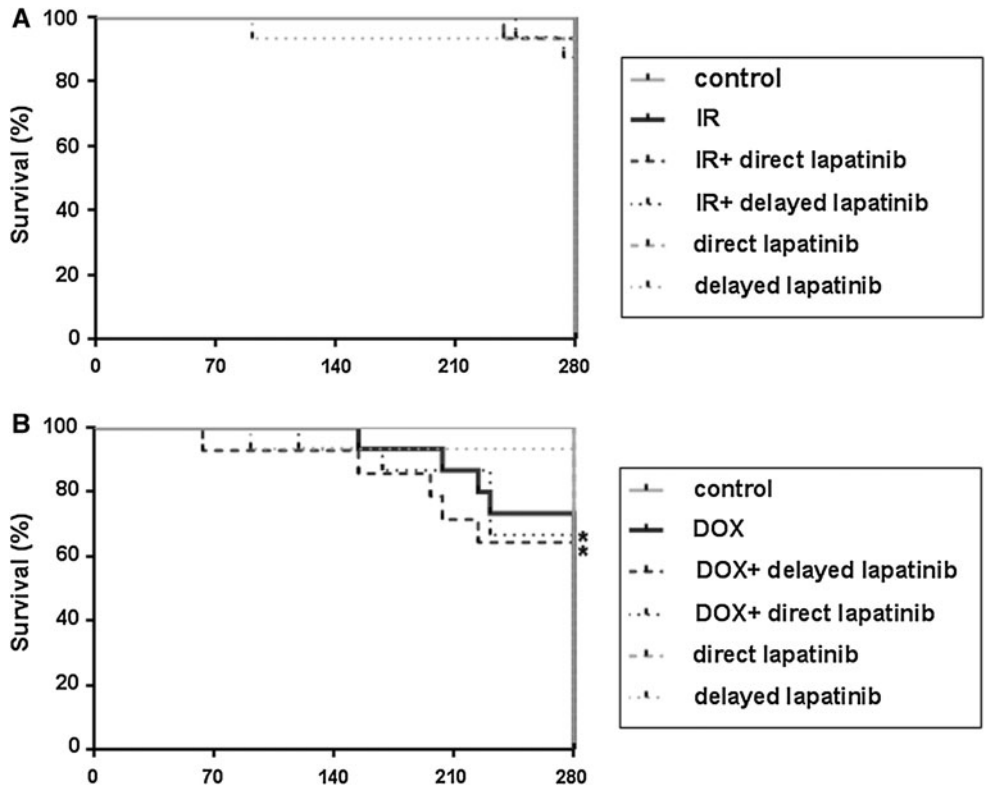 A
Survival (%)
100
80
60
40
20
0
0 70 140 210 280
control
IR
IR+ direct lapatinib
IR+ delayed lapatinib
direct lapatinib
delayed lapatinib
B
Survival (%)
100
80
60
40
20
0
0 70 140 210 280
*
*
control
DOX
DOX+ delayed lapatinib
DOX+ direct lapatinib
direct lapatinib
delayed lapatinib